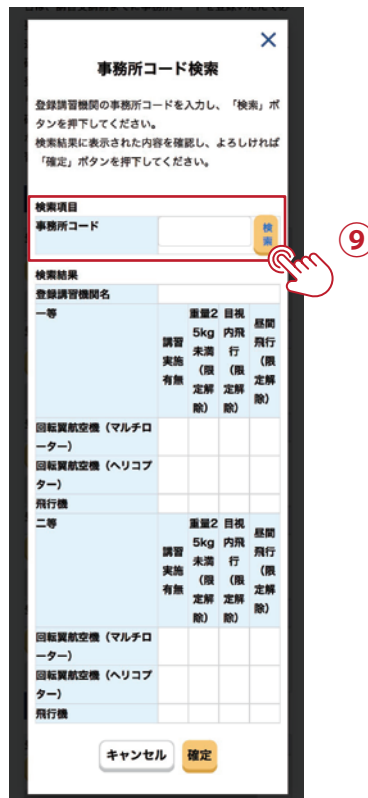 ×
事務所コード検索
登録講習機関の事務所コードを入力し、「検索」ボ
タンを押下してください。
検索結果に表示された内容を確認し、よろしければ
「確定」ボタンを押下してください。
検索項目
事務所コード
検
索
⑨
検索結果
登録講習機関名
一等
講習
実施
有無
重量2
5kg
未満
(限
定解
除)
目視
内飛
行
(限
定解
除)
昼間
飛行
(限
定解
除)
回転翼航空機（マルチロ
ーター）
回転翼航空機（ヘリコプ
ター）
飛行機
二等
講習
実施
有無
重量2
5kg
未満
(限
定解
除)
目視
内飛
行
(限
定解
除)
昼間
飛行
(限
定解
除)
回転翼航空機（マルチロ
ーター）
回転翼航空機（ヘリコプ
ター）
飛行機
キャンセル
確定